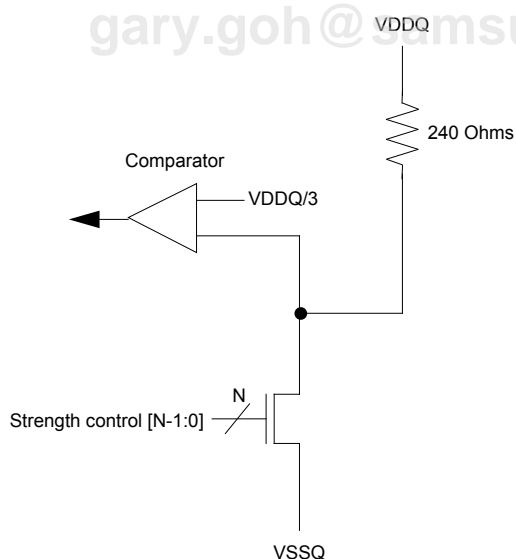 gary.goh@samsu
VDDQ
240 Ohms
Comparator
VDDQ/3
N
Strength control [N-1:0]
VSSQ